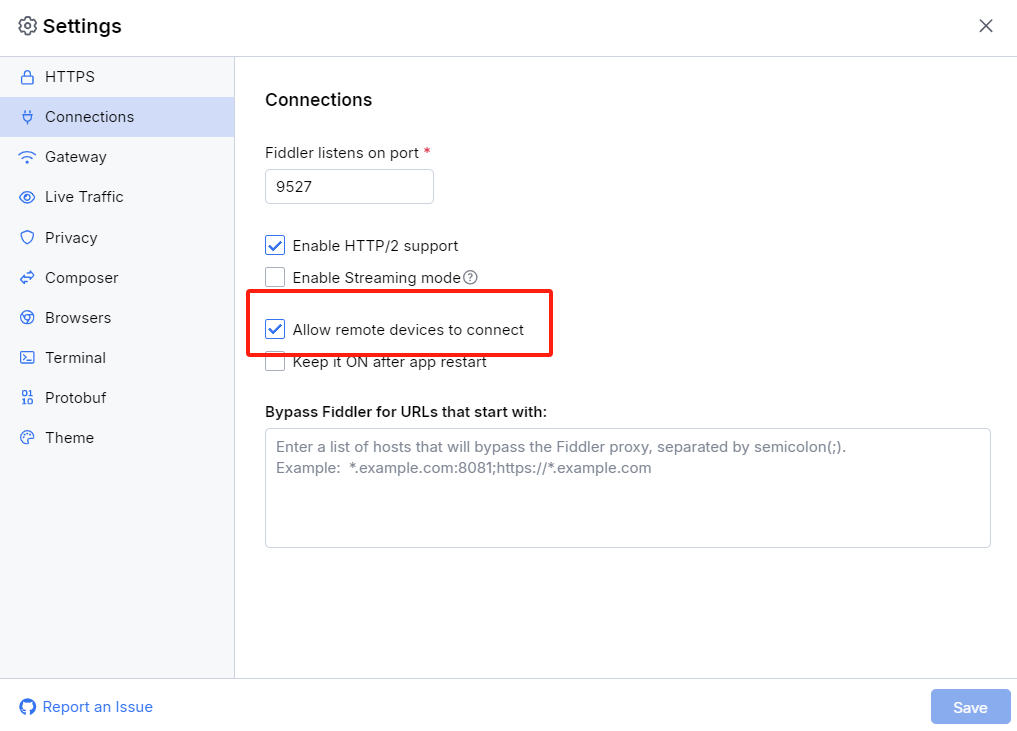 Settings
HTTPS
Connections
Gateway
Live Traffic
Privacy
Composer
Browsers
Terminal
Protobuf
Theme
Connections
Fiddler listens on port *
9527
Enable HTTP/2 support
Enable Streaming mode
Allow remote devices to connect
Keep it ON after app restart
Bypass Fiddler for URLs that start with:
Enter a list of hosts that will bypass the Fiddler proxy, separated by semicolon(;).
Example:  *.example.com:8081;https://*.example.com
Report an Issue
Save